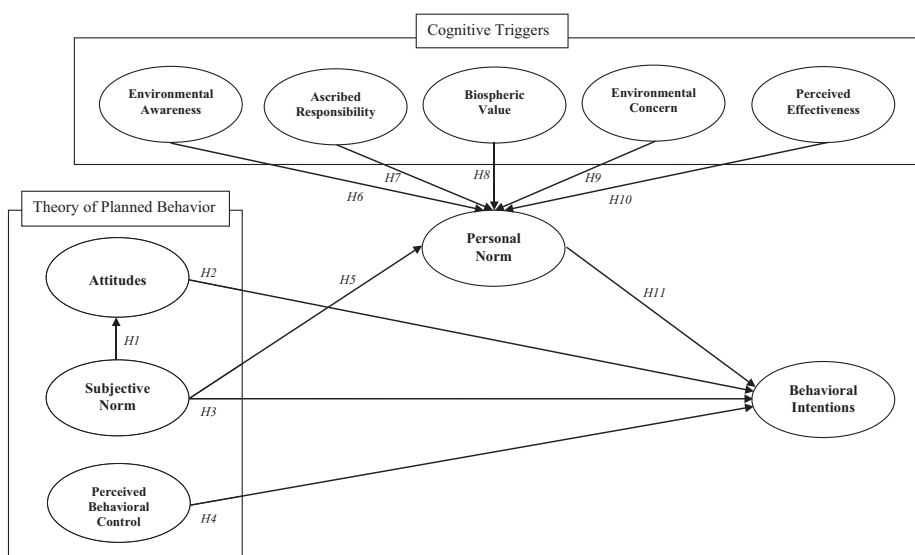 Cognitive Triggers
Environmental
Awareness
Ascribed
Responsibility
Biospheric
Value
Environmental
Concern
Perceived
Effectiveness
H6
H7
H8
H9
H10
Theory of Planned Behavior
Personal
Norm
Attitudes
H2
H5
H11
H1
Subjective
Norm
H3
Behavioral
Intentions
Perceived
Behavioral
Control
H4